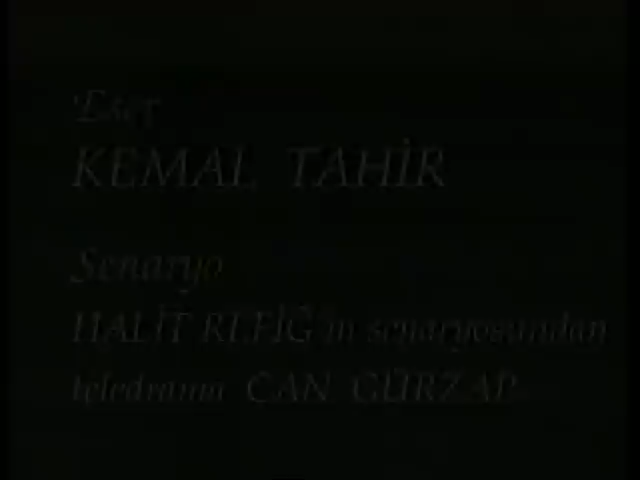 Eser
KEMAL TAHİR
Senaryo
HALİT REFİĞ'in senaryosundan
teledrama CAN GÜRZAP